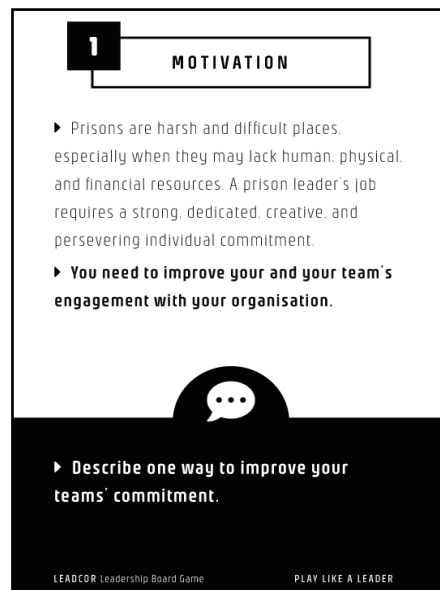 1
MOTIVATION
Prisons are harsh and difficult places,
especially when they may lack human, physical,
and financial resources. A prison leader's job
requires a strong, dedicated, creative, and
persevering individual commitment.
You need to improve your and your team's
engagement with your organisation.
Describe one way to improve your
teams' commitment.
LEADCOR Leadership Board Game
PLAY LIKE A LEADER